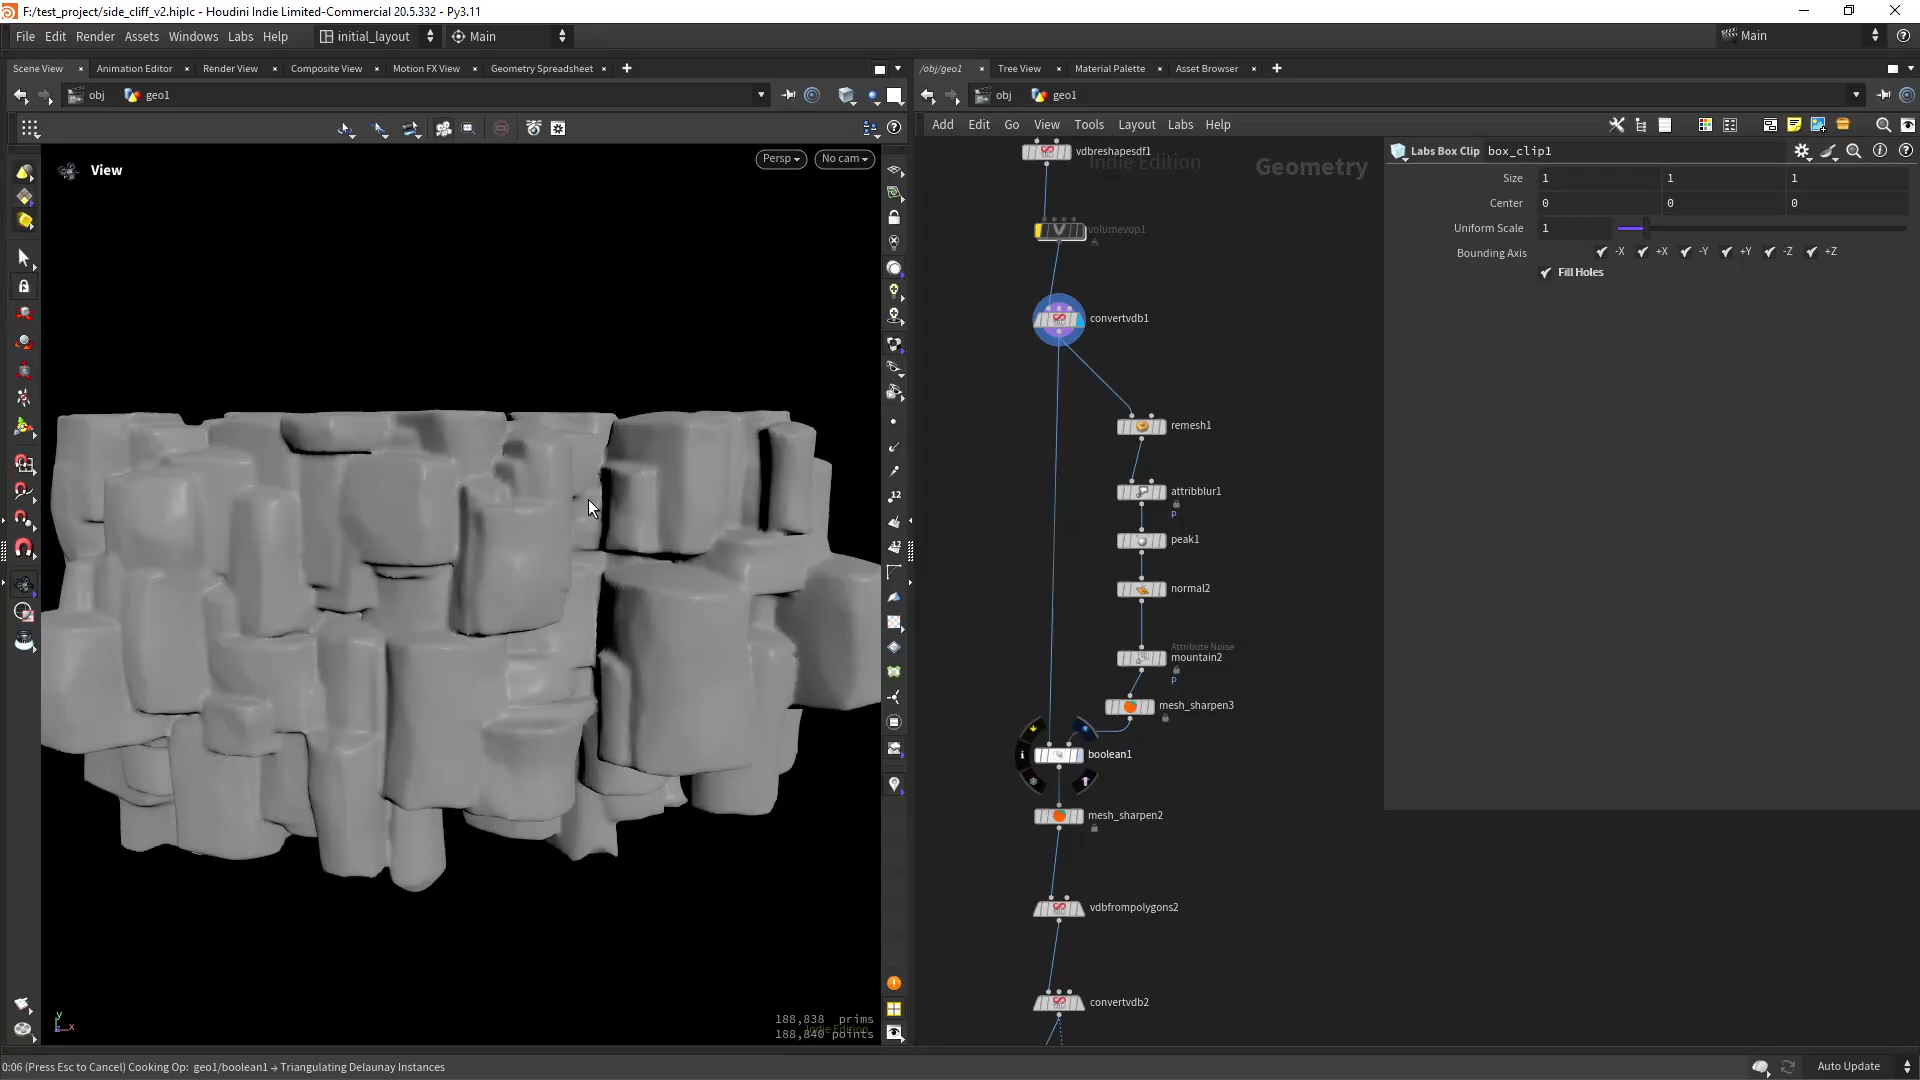 F:/test_project/side_cliff_v2.hiplc - Houdini Indie Limited-Commercial 20.5.332 - Py3.11
File Edit Render Assets Windows Labs Help initial_layout Main Main
Scene View Animation Editor Render View Composite View Motion FX View Geometry Spreadsheet
/obj/geo1 Tree View Material Palette Asset Browser
obj geo1
obj geo1
Add Edit Go View Tools Layout Labs Help
View
Persp No cam
Indie Edition
Geometry
vdbreshapesdf1
volumevop1
convertvdb1
remesh1
attribblur1
P
peak1
normal2
Attribute Noise
mountain2
P
mesh_sharpen3
boolean1
mesh_sharpen2
vdbfrompolygons2
convertvdb2
Labs Box Clip box_clip1
Size 1 1 1
Center 0 0 0
Uniform Scale 1
Bounding Axis -X +X -Y +Y -Z +Z
Fill Holes
12
12
y
z x
188,838 prims
Indie Edition
188,840 points
0:06 (Press Esc to Cancel) Cooking Op: geo1/boolean1 → Triangulating Delaunay Instances
Auto Update